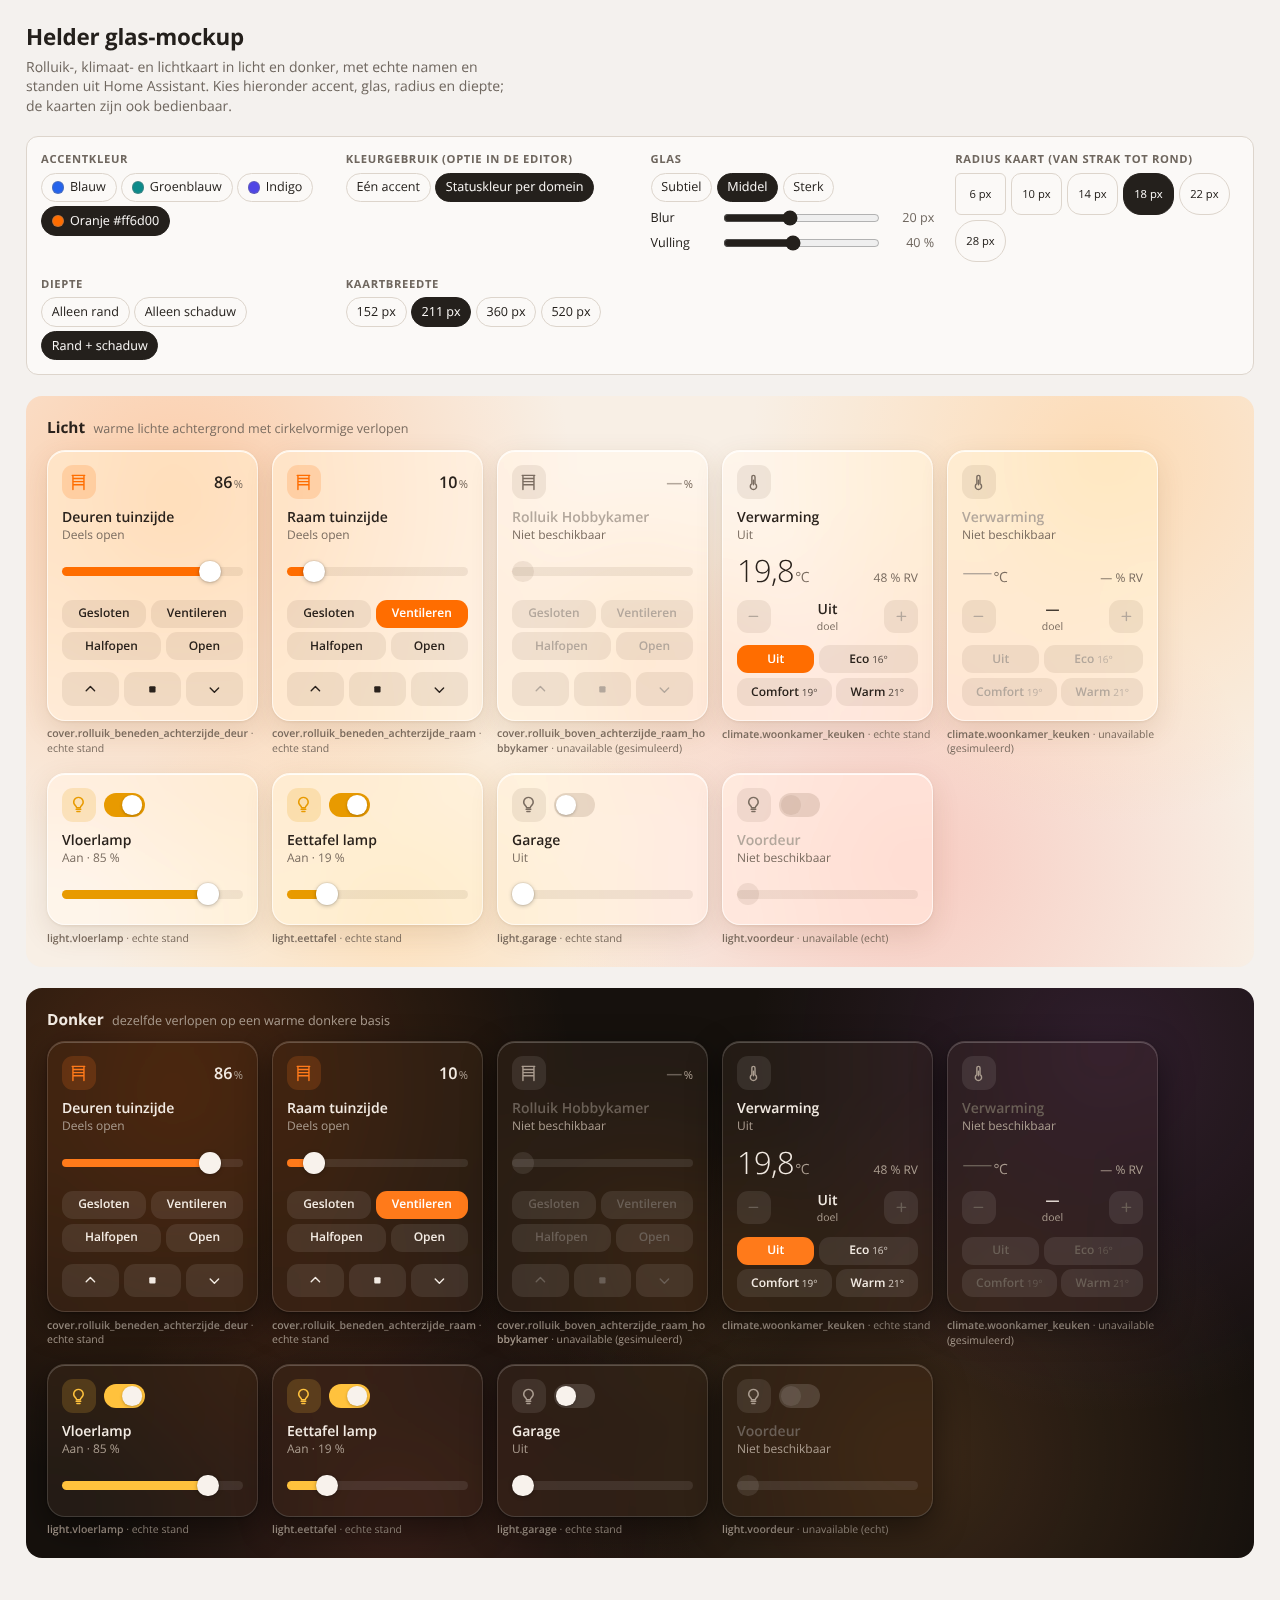 Helder glas-mockup
Rolluik-, klimaat- en lichtkaart in licht en donker, met echte namen en
standen uit Home Assistant. Kies hieronder accent, glas, radius en diepte;
de kaarten zijn ook bedienbaar.
ACCENTKLEUR
Blauw Groenblauw Indigo
Oranje #ff6d00
KLEURGEBRUIK (OPTIE IN DE EDITOR)
Eén accent Statuskleur per domein
GLAS
Subtiel Middel Sterk
Blur 20 px
Vulling 40 %
RADIUS KAART (VAN STRAK TOT ROND)
6 px 10 px 14 px 18 px 22 px
28 px
DIEPTE
Alleen rand Alleen schaduw
Rand + schaduw
KAARTBREEDTE
152 px 211 px 360 px 520 px
Licht warme lichte achtergrond met cirkelvormige verlopen
86%
Deuren tuinzijde
Deels open
Gesloten Ventileren
Halfopen Open
cover.rolluik_beneden_achterzijde_deur ·
echte stand
10%
Raam tuinzijde
Deels open
Gesloten Ventileren
Halfopen Open
cover.rolluik_beneden_achterzijde_raam ·
echte stand
—%
Rolluik Hobbykamer
Niet beschikbaar
Gesloten Ventileren
Halfopen Open
cover.rolluik_boven_achterzijde_raam_ho
bbykamer · unavailable (gesimuleerd)
Verwarming
Uit
19,8°C 48 % RV
− Uit +
doel
Uit Eco 16°
Comfort 19° Warm 21°
climate.woonkamer_keuken · echte stand
Verwarming
Niet beschikbaar
—°C — % RV
− — +
doel
Uit Eco 16°
Comfort 19° Warm 21°
climate.woonkamer_keuken · unavailable
(gesimuleerd)
Vloerlamp
Aan · 85 %
light.vloerlamp · echte stand
Eettafel lamp
Aan · 19 %
light.eettafel · echte stand
Garage
Uit
light.garage · echte stand
Voordeur
Niet beschikbaar
light.voordeur · unavailable (echt)
Donker dezelfde verlopen op een warme donkere basis
86%
Deuren tuinzijde
Deels open
Gesloten Ventileren
Halfopen Open
cover.rolluik_beneden_achterzijde_deur ·
echte stand
10%
Raam tuinzijde
Deels open
Gesloten Ventileren
Halfopen Open
cover.rolluik_beneden_achterzijde_raam ·
echte stand
—%
Rolluik Hobbykamer
Niet beschikbaar
Gesloten Ventileren
Halfopen Open
cover.rolluik_boven_achterzijde_raam_ho
bbykamer · unavailable (gesimuleerd)
Verwarming
Uit
19,8°C 48 % RV
− Uit +
doel
Uit Eco 16°
Comfort 19° Warm 21°
climate.woonkamer_keuken · echte stand
Verwarming
Niet beschikbaar
—°C — % RV
− — +
doel
Uit Eco 16°
Comfort 19° Warm 21°
climate.woonkamer_keuken · unavailable
(gesimuleerd)
Vloerlamp
Aan · 85 %
light.vloerlamp · echte stand
Eettafel lamp
Aan · 19 %
light.eettafel · echte stand
Garage
Uit
light.garage · echte stand
Voordeur
Niet beschikbaar
light.voordeur · unavailable (echt)